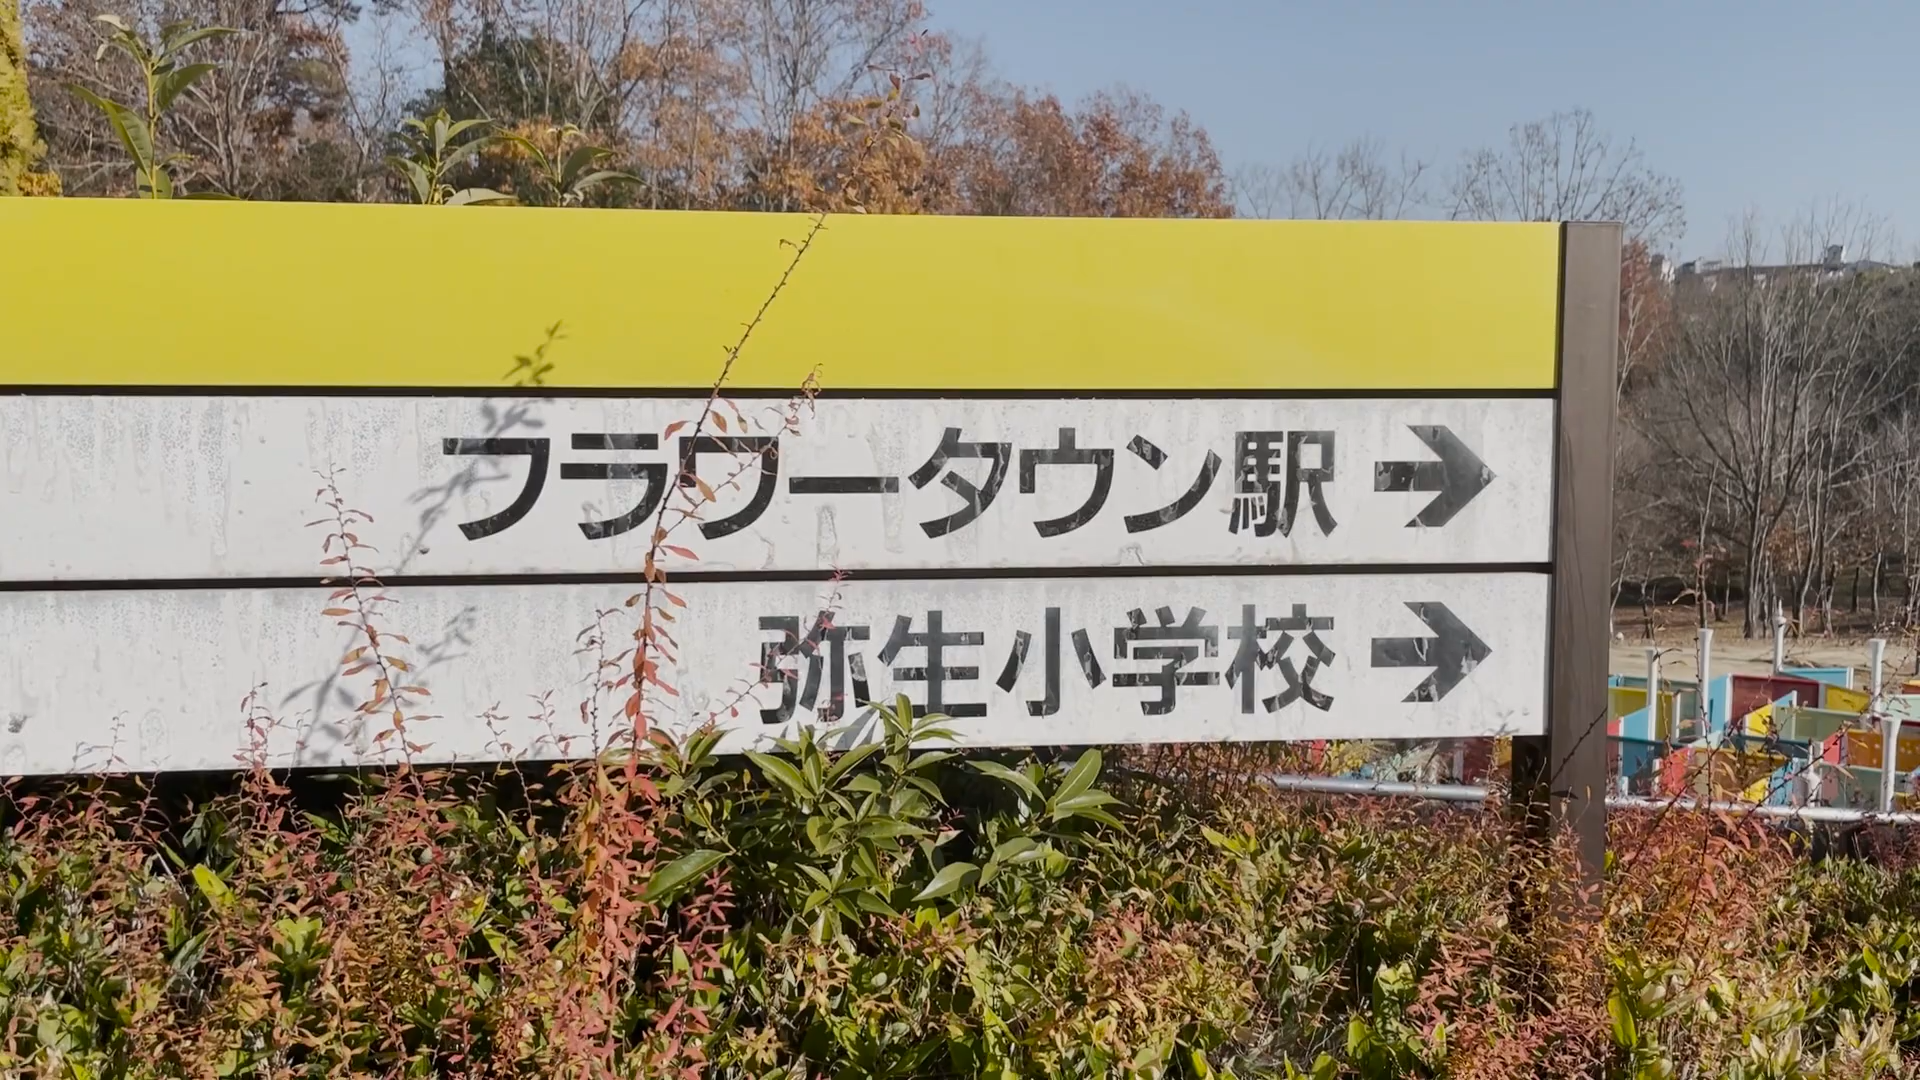 フラワータウン駅 →
弥生小学校 →